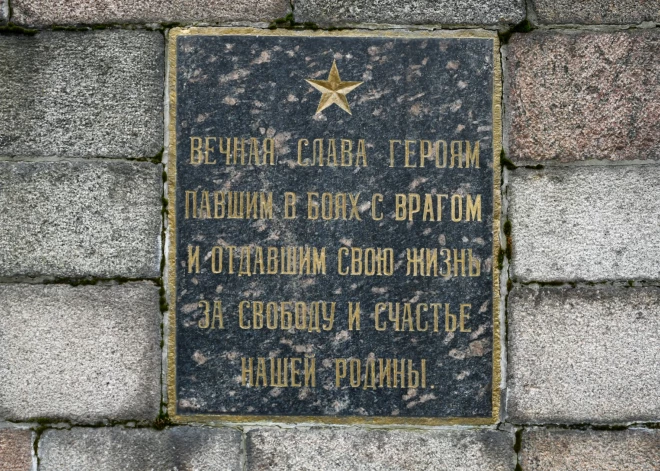 ВЕЧНАЯ СЛАВА ГЕРОЯМ
ПАВШИМ В БОЯХ С ВРАГОМ
И ОТДАВШИМ СВОЮ ЖИЗНЬ
ЗА СВОБОДУ И СЧАСТЬЕ
НАШЕЙ РОДИНЫ.